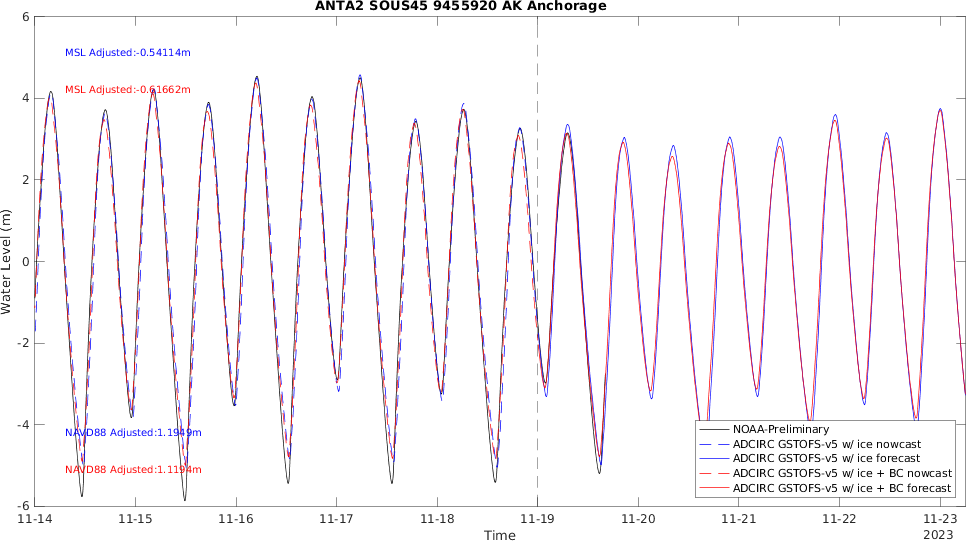 ANTA2 SOUS45 9455920 AK Anchorage
MSL Adjusted:-0.54114m
MSL Adjusted:-0.61662m
NAVD88 Adjusted:1.1949m
NAVD88 Adjusted:1.1194m
Water Level (m)
6
4
2
0
-2
-4
-6
NOAA-Preliminary
ADCIRC GSTOFS-v5 w/ ice nowcast
ADCIRC GSTOFS-v5 w/ ice forecast
ADCIRC GSTOFS-v5 w/ ice + BC nowcast
ADCIRC GSTOFS-v5 w/ ice + BC forecast
11-14 11-15 11-16 11-17 11-18 11-19 11-20 11-21 11-22 11-23
2023
Time